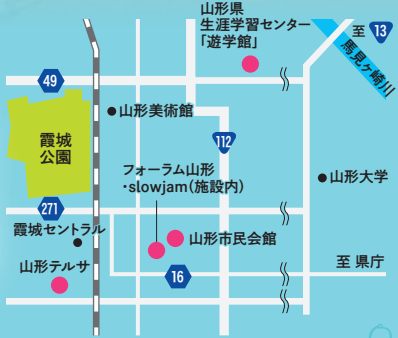 山形県
生涯学習センター
「遊学館」
至 13
馬見ヶ崎川
49
山形美術館
霞城
公園
112
フォーラム山形
・slowjam(施設内)
山形大学
271
霞城セントラル
山形市民会館
山形テルサ
16
至 県庁